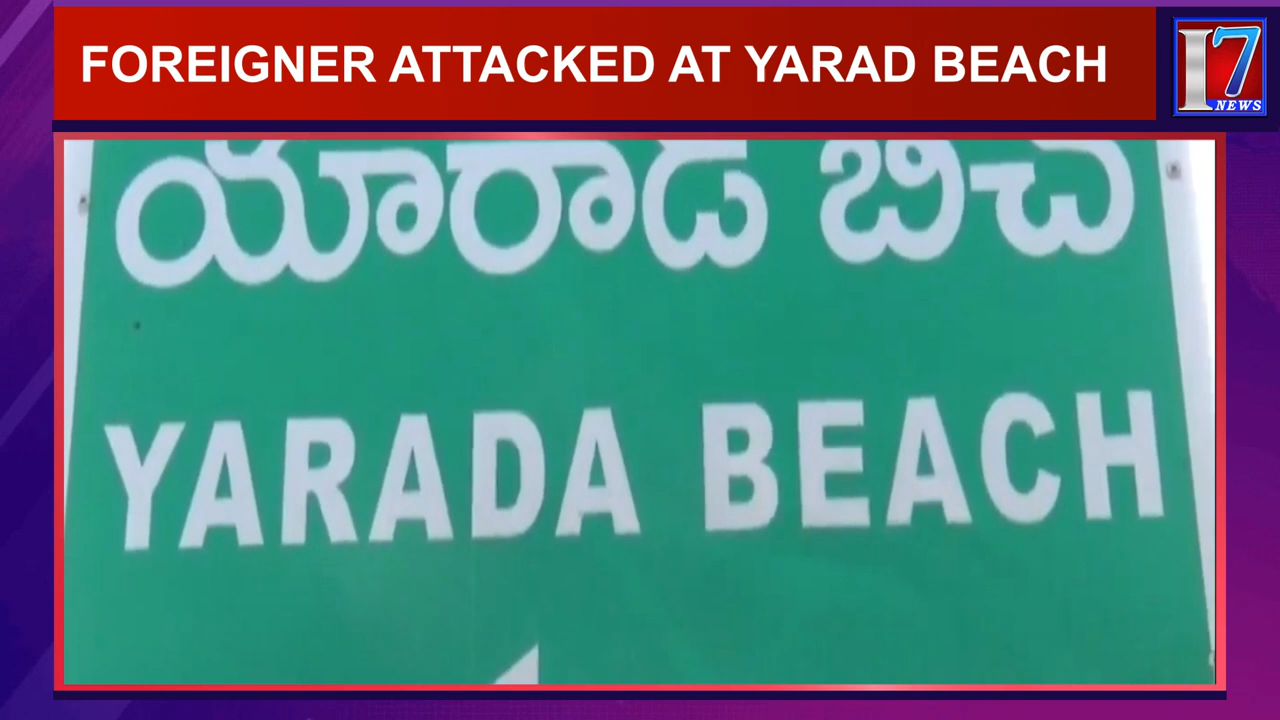 FOREIGNER ATTACKED AT YARAD BEACH
I7
NEWS
యారాడ బీచ్
YARADA BEACH